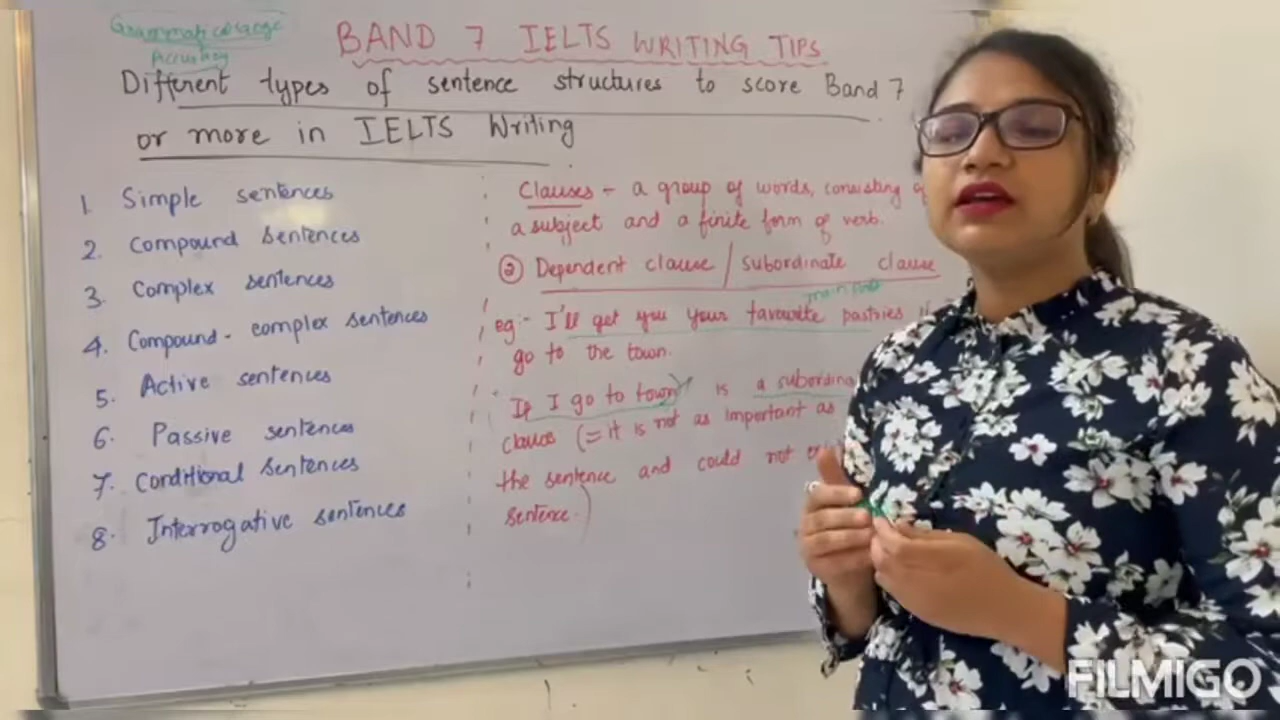 Grammatical range
Accuracy
BAND 7 IELTS WRITING TIPS
Different types of sentence structures to score Band 7
or more in IELTS Writing
1. Simple sentences
2. Compound sentences
3. Complex sentences
4. Compound-complex sentences
5. Active sentences
6. Passive sentences
7. Conditional sentences
8. Interrogative sentences
Clauses - a group of words, consisting of
a subject and a finite form of verb.
② Dependent clause / subordinate clause
main
eg:- I'll get you your favourite pastries
go to the town.
If I go to town is a
clause (= it is not as important as
the sentence and could not
sentence.)
FILMIGO